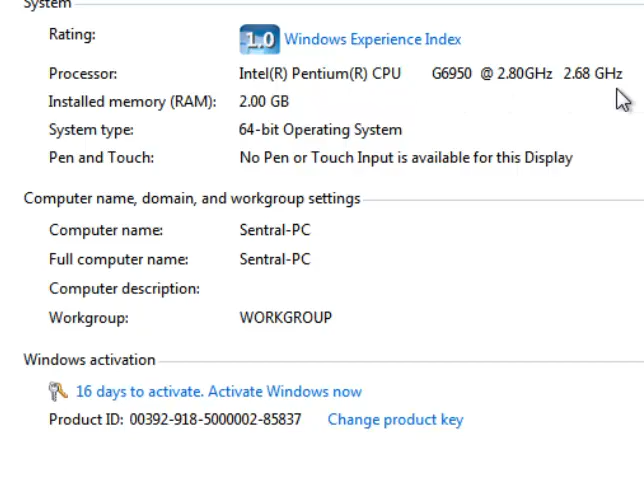 System
Rating: 1.0 Windows Experience Index
Processor: Intel(R) Pentium(R) CPU G6950 @ 2.80GHz 2.68 GHz
Installed memory (RAM): 2.00 GB
System type: 64-bit Operating System
Pen and Touch: No Pen or Touch Input is available for this Display
Computer name, domain, and workgroup settings
Computer name: Sentral-PC
Full computer name: Sentral-PC
Computer description:
Workgroup: WORKGROUP
Windows activation
16 days to activate. Activate Windows now
Product ID: 00392-918-5000002-85837 Change product key